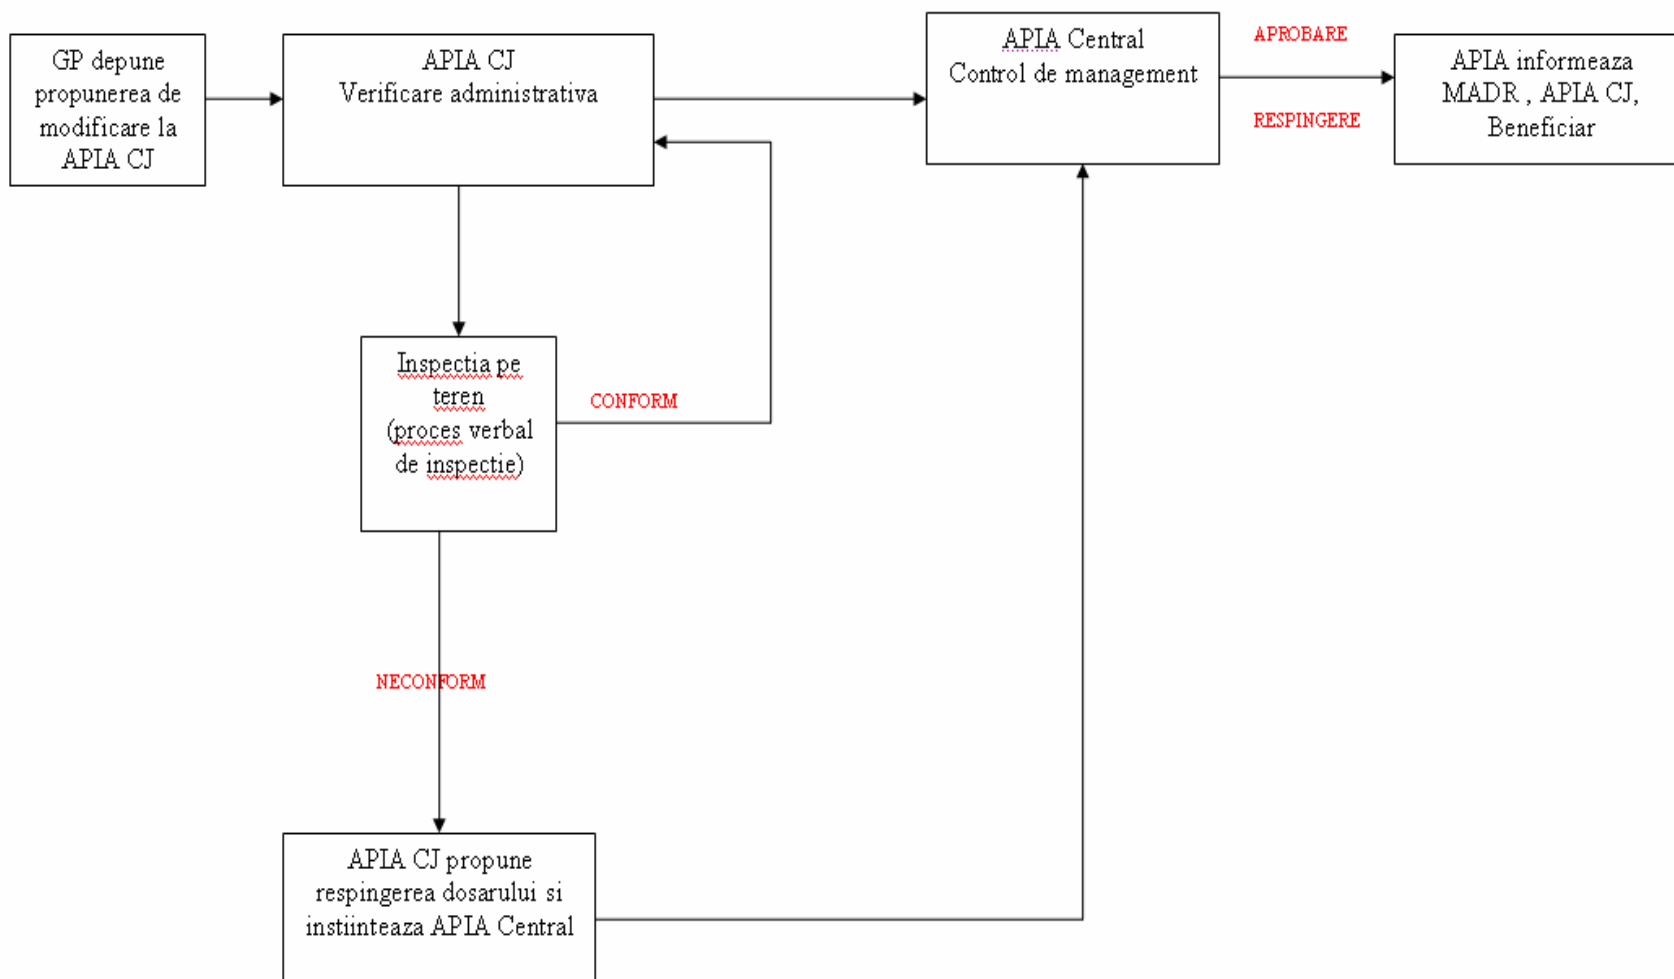 GP depune
propunerea de
modificare la
APIA CJ
APIA CJ
Verificare administrativa
APIA Central
Control de management
APROBARE
RESPINGERE
APIA informeaza
MADR , APIA CJ,
Beneficiar
Inspectia pe
teren
(proces verbal
de inspectie)
CONFORM
NECONFORM
APIA CJ propune
respingerea dosarului si
instiinteaza APIA Central